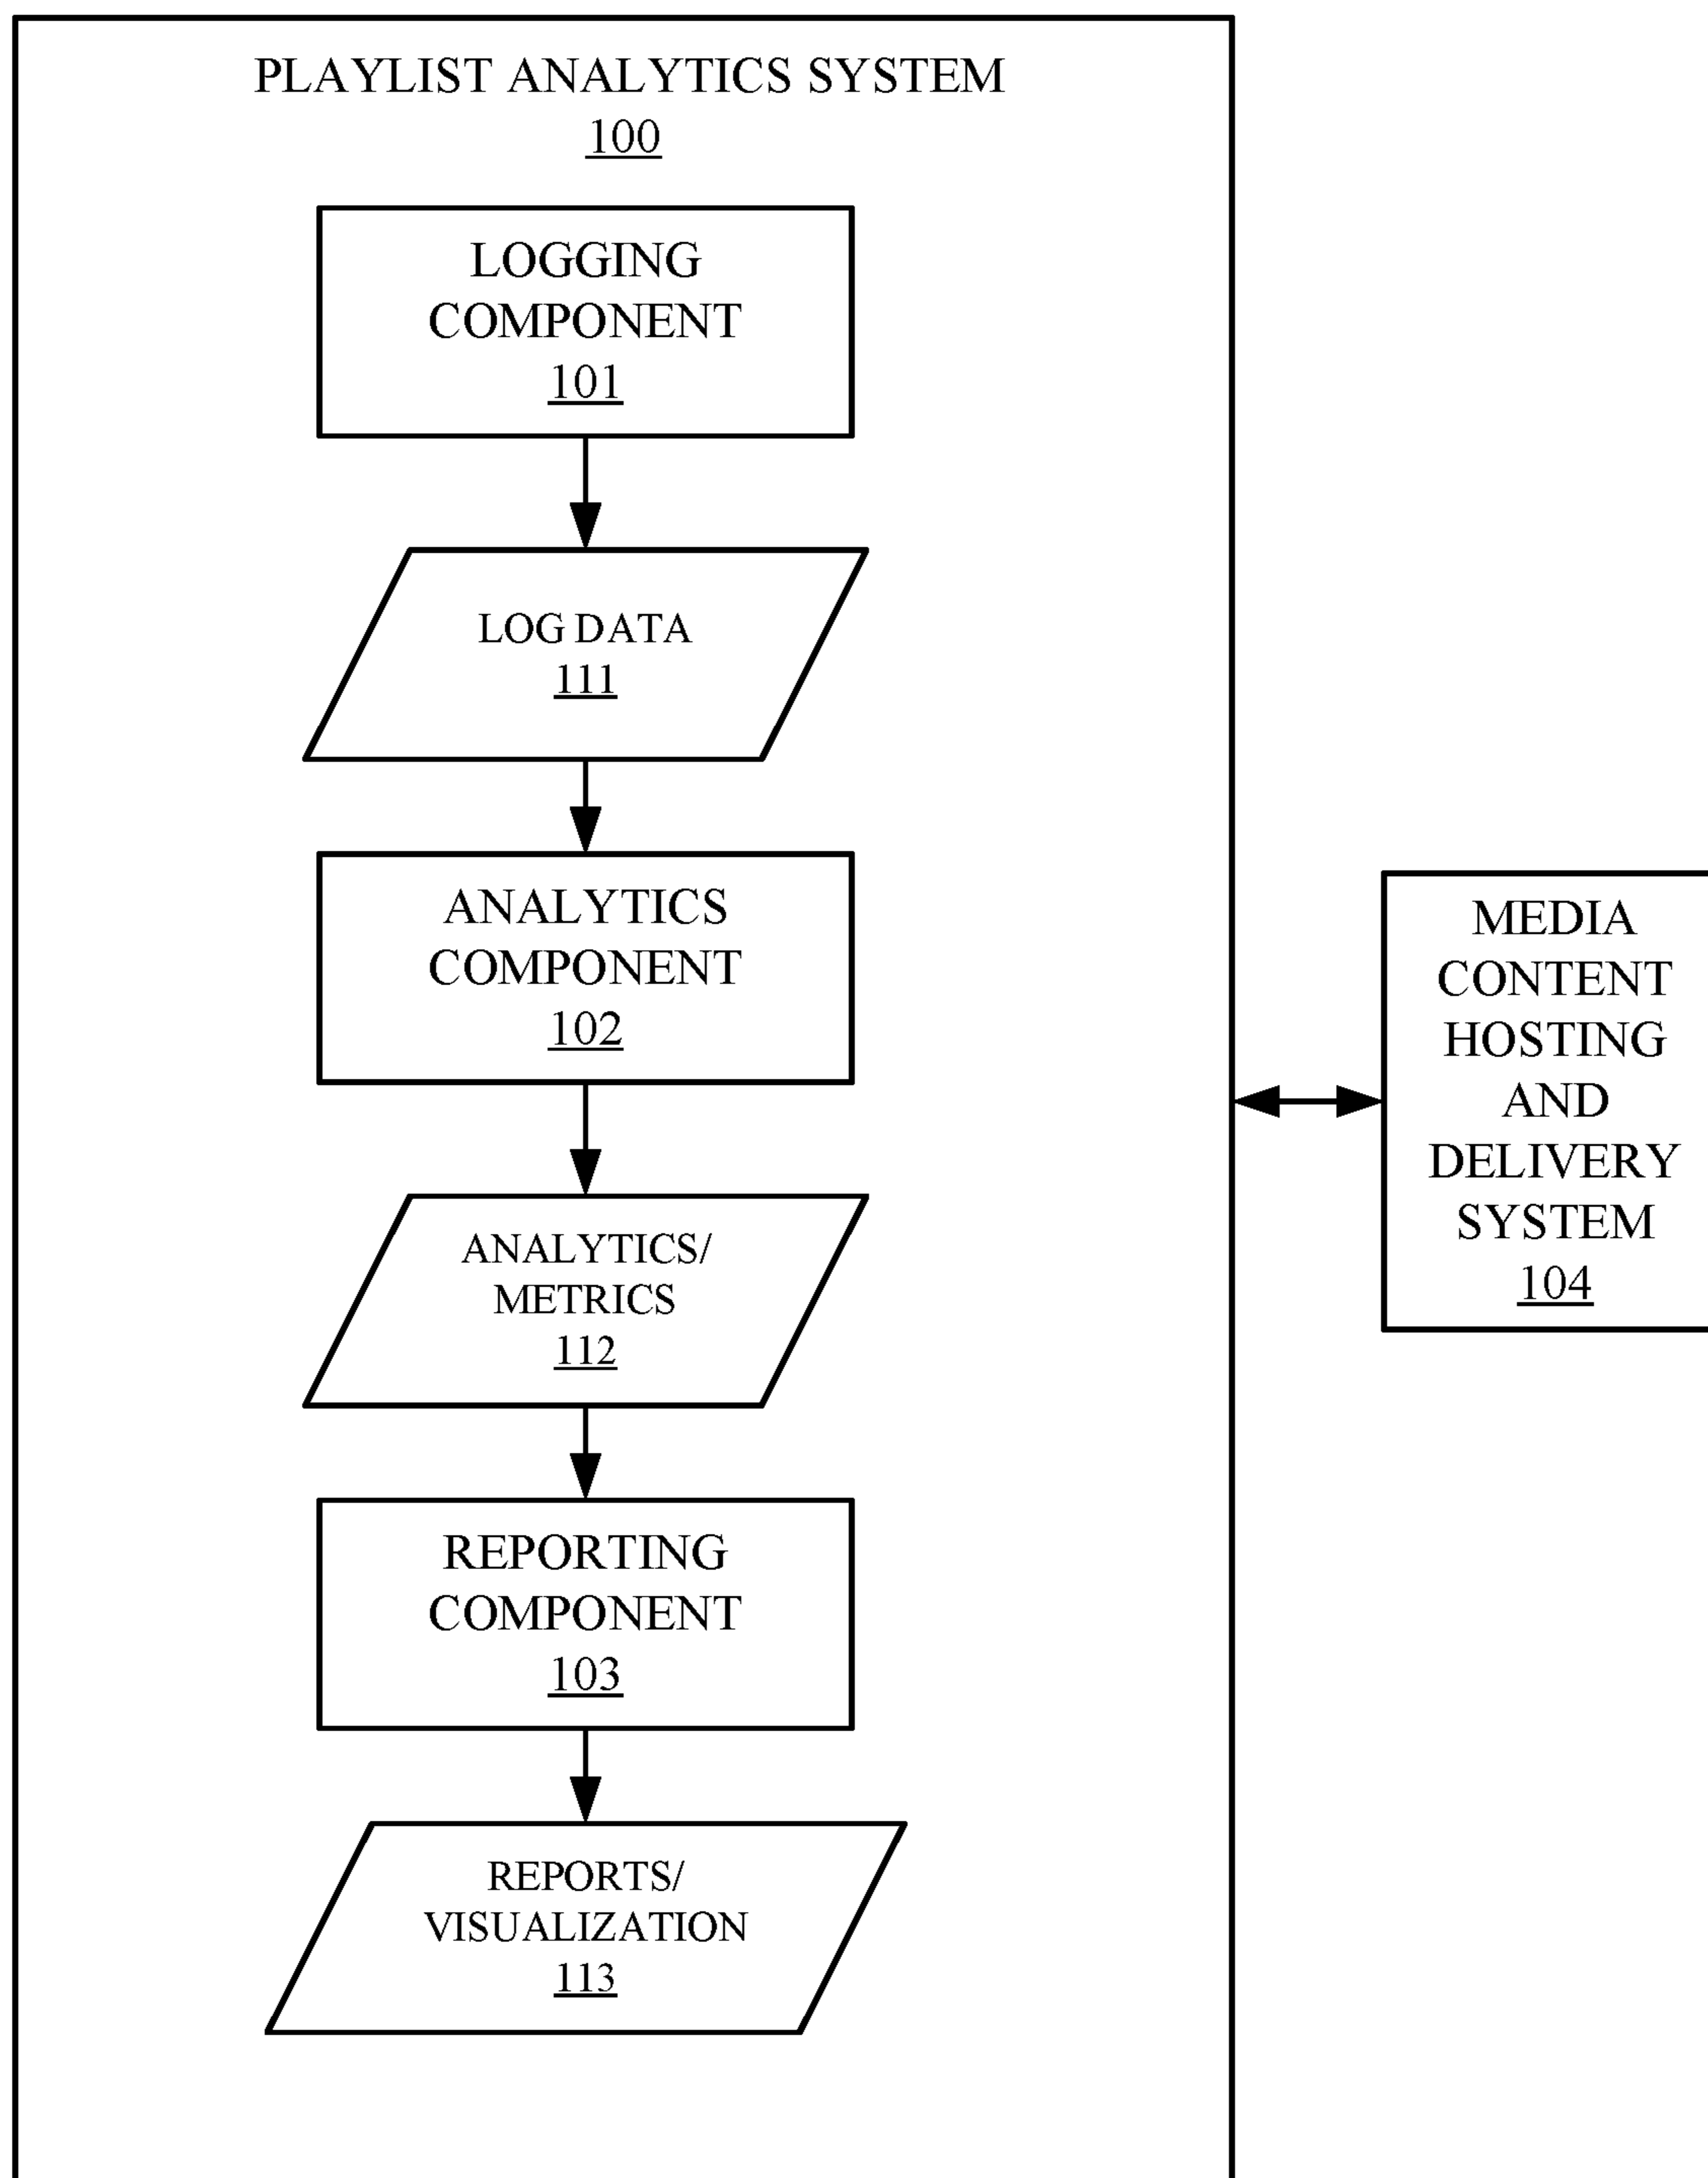 PLAYLIST ANALYTICS SYSTEM
100
LOGGING
COMPONENT
101
LOG DATA
111
ANALYTICS
COMPONENT
102
ANALYTICS/
METRICS
112
REPORTING
COMPONENT
103
REPORTS/
VISUALIZATION
113
MEDIA
CONTENT
HOSTING
AND
DELIVERY
SYSTEM
104